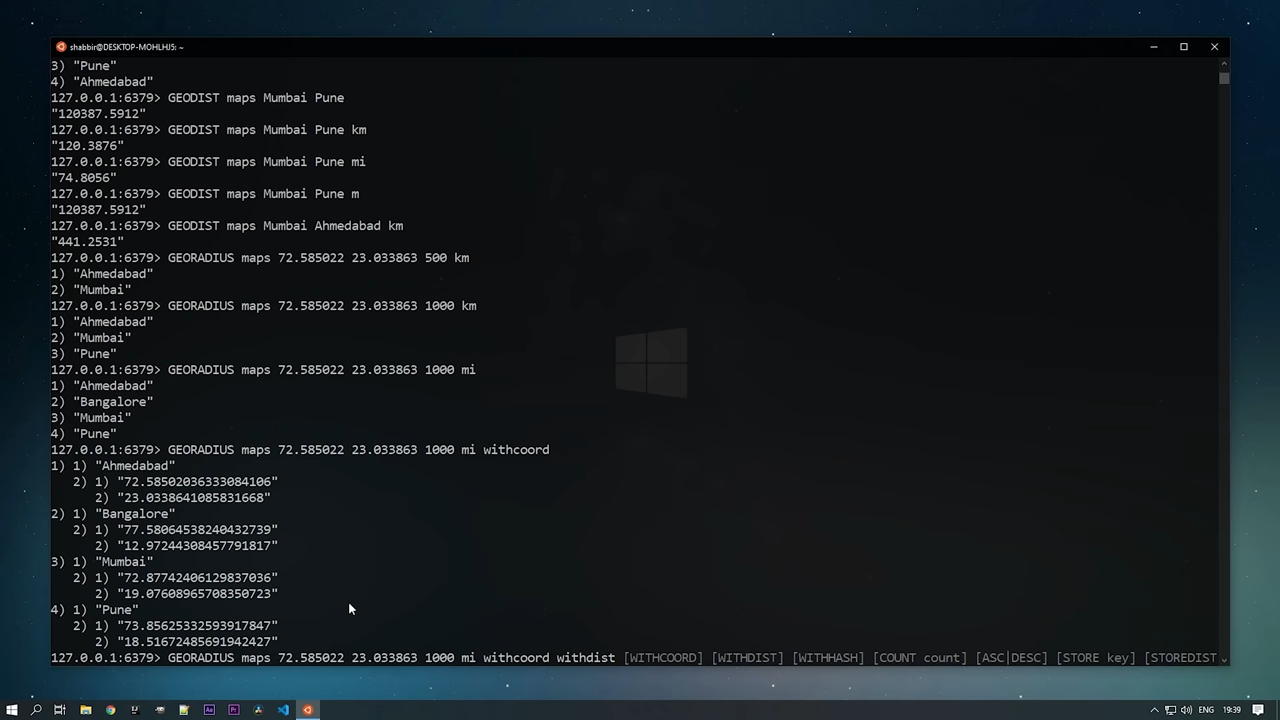 shabbir@DESKTOP-MOHLHJ5: ~
3) "Pune"
4) "Ahmedabad"
127.0.0.1:6379> GEODIST maps Mumbai Pune
"120387.5912"
127.0.0.1:6379> GEODIST maps Mumbai Pune km
"120.3876"
127.0.0.1:6379> GEODIST maps Mumbai Pune mi
"74.8056"
127.0.0.1:6379> GEODIST maps Mumbai Pune m
"120387.5912"
127.0.0.1:6379> GEODIST maps Mumbai Ahmedabad km
"441.2531"
127.0.0.1:6379> GEORADIUS maps 72.585022 23.033863 500 km
1) "Ahmedabad"
2) "Mumbai"
127.0.0.1:6379> GEORADIUS maps 72.585022 23.033863 1000 km
1) "Ahmedabad"
2) "Mumbai"
3) "Pune"
127.0.0.1:6379> GEORADIUS maps 72.585022 23.033863 1000 mi
1) "Ahmedabad"
2) "Bangalore"
3) "Mumbai"
4) "Pune"
127.0.0.1:6379> GEORADIUS maps 72.585022 23.033863 1000 mi withcoord
1) 1) "Ahmedabad"
   2) 1) "72.58502036333084106"
      2) "23.0338641085831668"
2) 1) "Bangalore"
   2) 1) "77.58064538240432739"
      2) "12.97244308457791817"
3) 1) "Mumbai"
   2) 1) "72.87742406129837036"
      2) "19.07608965708350723"
4) 1) "Pune"
   2) 1) "73.85625332593917847"
      2) "18.51672485691942427"
127.0.0.1:6379> GEORADIUS maps 72.585022 23.033863 1000 mi withcoord withdist [WITHCOORD] [WITHDIST] [WITHHASH] [COUNT count] [ASC|DESC] [STORE key] [STOREDIST
Ae Pr
ENG 19:39